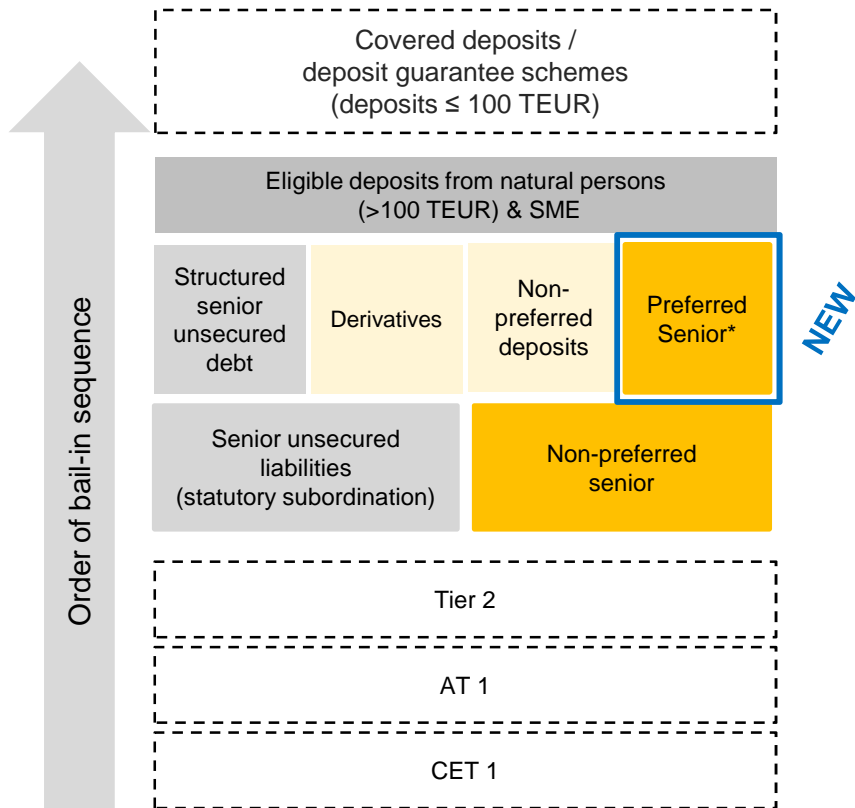 Covered deposits /
deposit guarantee schemes
(deposits ≤ 100 TEUR)
Eligible deposits from natural persons
(>100 TEUR) & SME
Structured
senior
unsecured
debt
Derivatives
Non-
preferred
deposits
Preferred
Senior*
NEW
Senior unsecured
liabilities
(statutory subordination)
Non-preferred
senior
Tier 2
AT 1
CET 1
Order of bail-in sequence